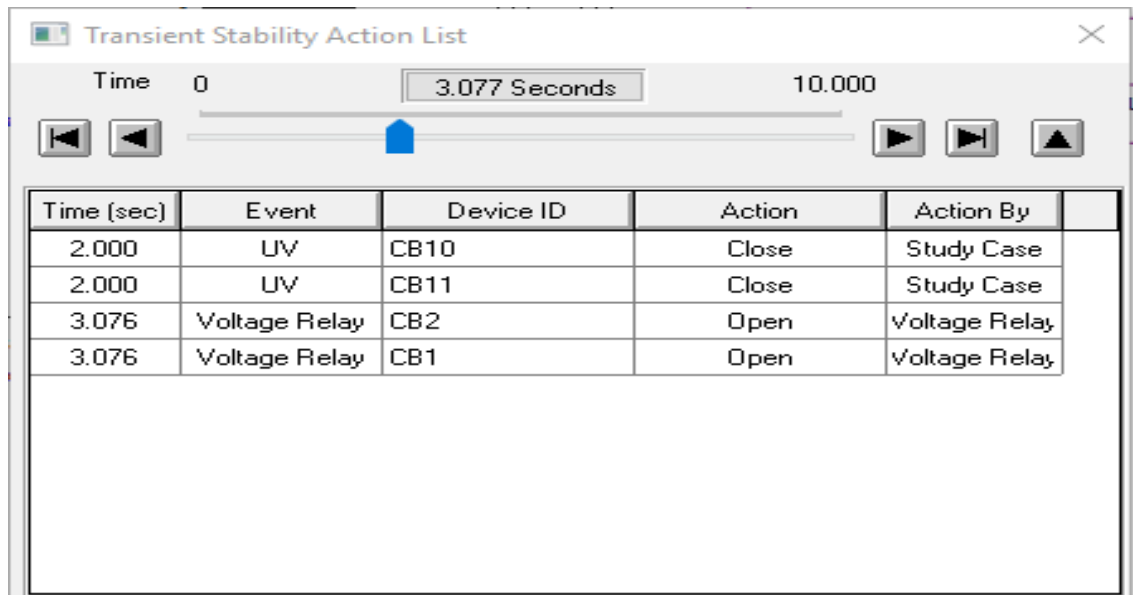 Transient Stability Action List
Time 0 3.077 Seconds 10.000
Time (sec) Event Device ID Action Action By
2.000 UV CB10 Close Study Case
2.000 UV CB11 Close Study Case
3.076 Voltage Relay CB2 Open Voltage Relay
3.076 Voltage Relay CB1 Open Voltage Relay